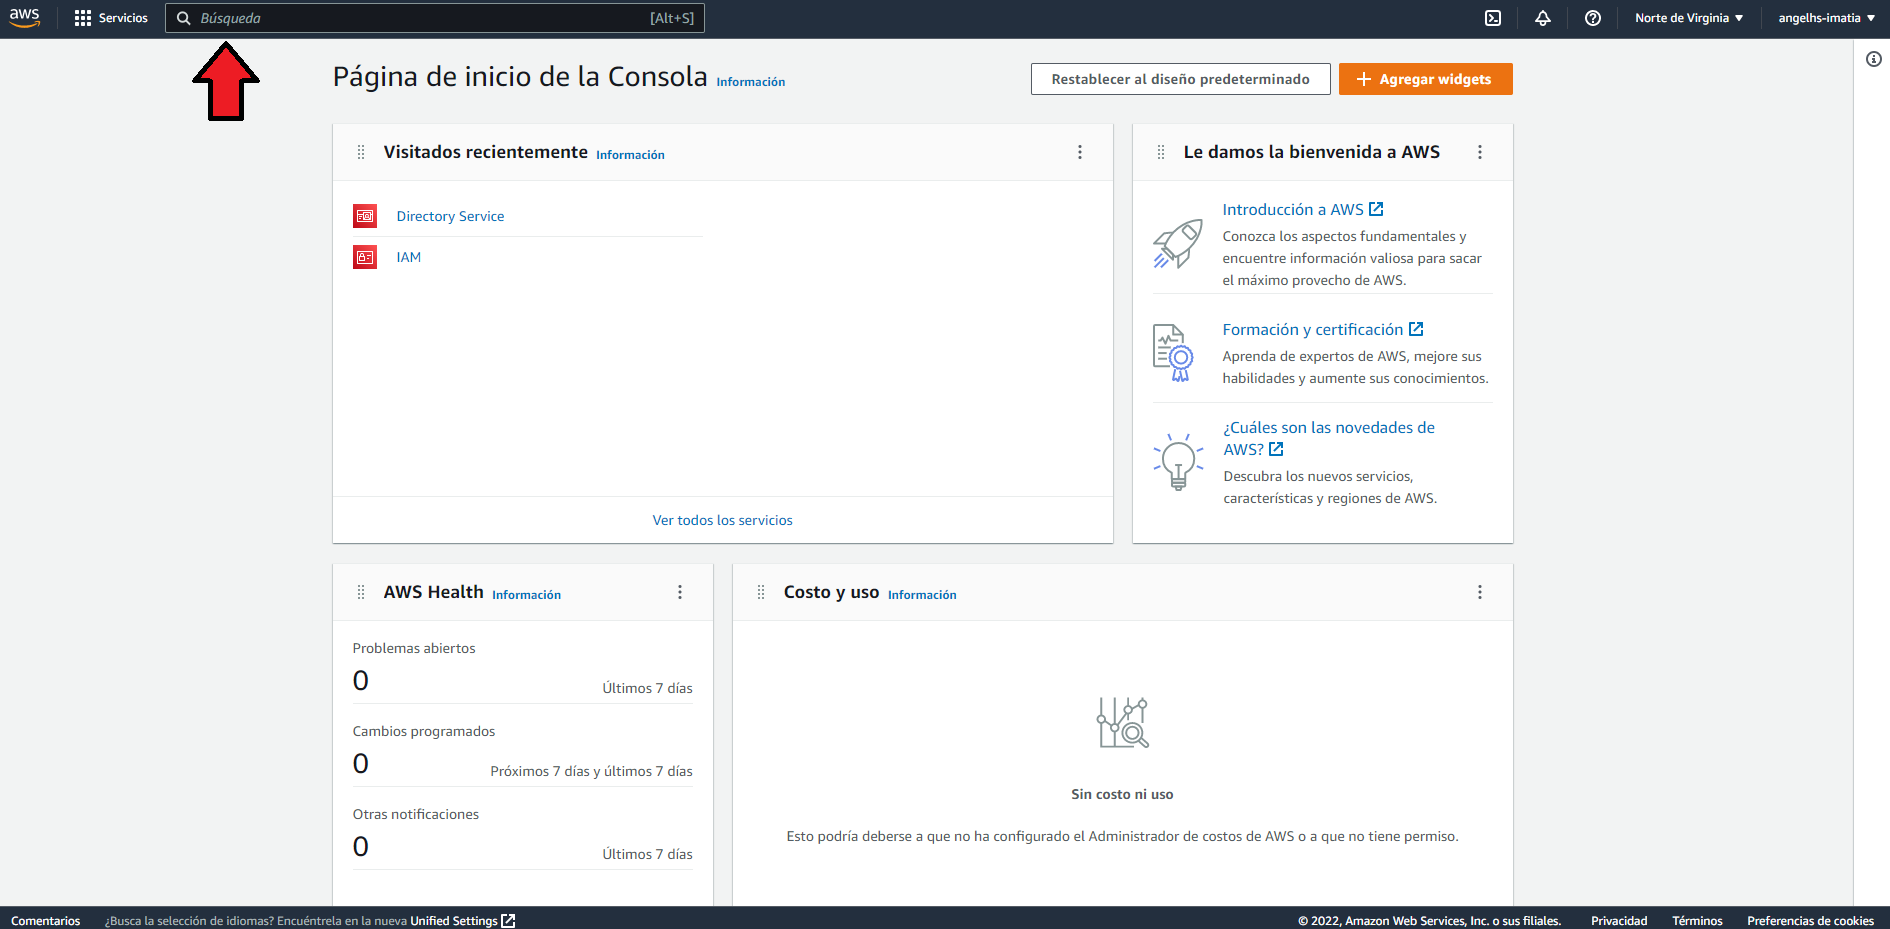 aws
Servicios
Búsqueda
[Alt+S]
Norte de Virginia
angelhs-imatia
Página de inicio de la Consola Información
Restablecer al diseño predeterminado
Agregar widgets
Visitados recientemente Información
Directory Service
IAM
Ver todos los servicios
Le damos la bienvenida a AWS
Introducción a AWS
Conozca los aspectos fundamentales y
encuentre información valiosa para sacar
el máximo provecho de AWS.
Formación y certificación
Aprenda de expertos de AWS, mejore sus
habilidades y aumente sus conocimientos.
¿Cuáles son las novedades de
AWS?
Descubra los nuevos servicios,
características y regiones de AWS.
AWS Health Información
Problemas abiertos
0
Últimos 7 días
Cambios programados
0
Próximos 7 días y últimos 7 días
Otras notificaciones
0
Últimos 7 días
Costo y uso Información
Sin costo ni uso
Esto podría deberse a que no ha configurado el Administrador de costos de AWS o a que no tiene permiso.
Comentarios
¿Busca la selección de idiomas? Encuéntrela en la nueva Unified Settings
© 2022, Amazon Web Services, Inc. o sus filiales.
Privacidad
Términos
Preferencias de cookies